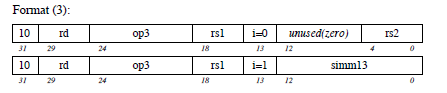 Format (3):
10 rd op3 rs1 i=0 unused(zero) rs2
31 29 24 18 13 12 4 0
10 rd op3 rs1 i=1 simm13
31 29 24 18 13 12 0